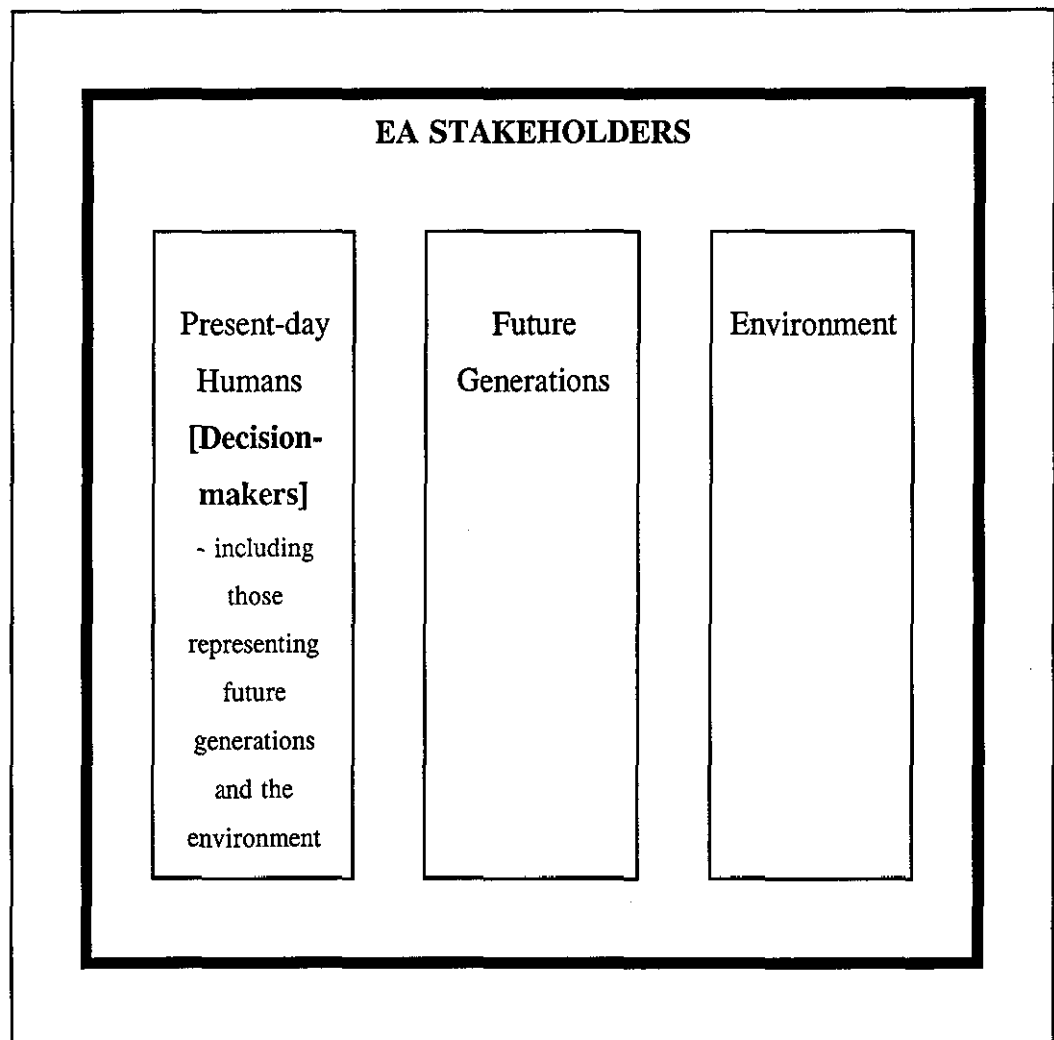 EA STAKEHOLDERS
Present-day
Humans
[Decision-
makers]
- including
those
representing
future
generations
and the
environment
Future
Generations
Environment